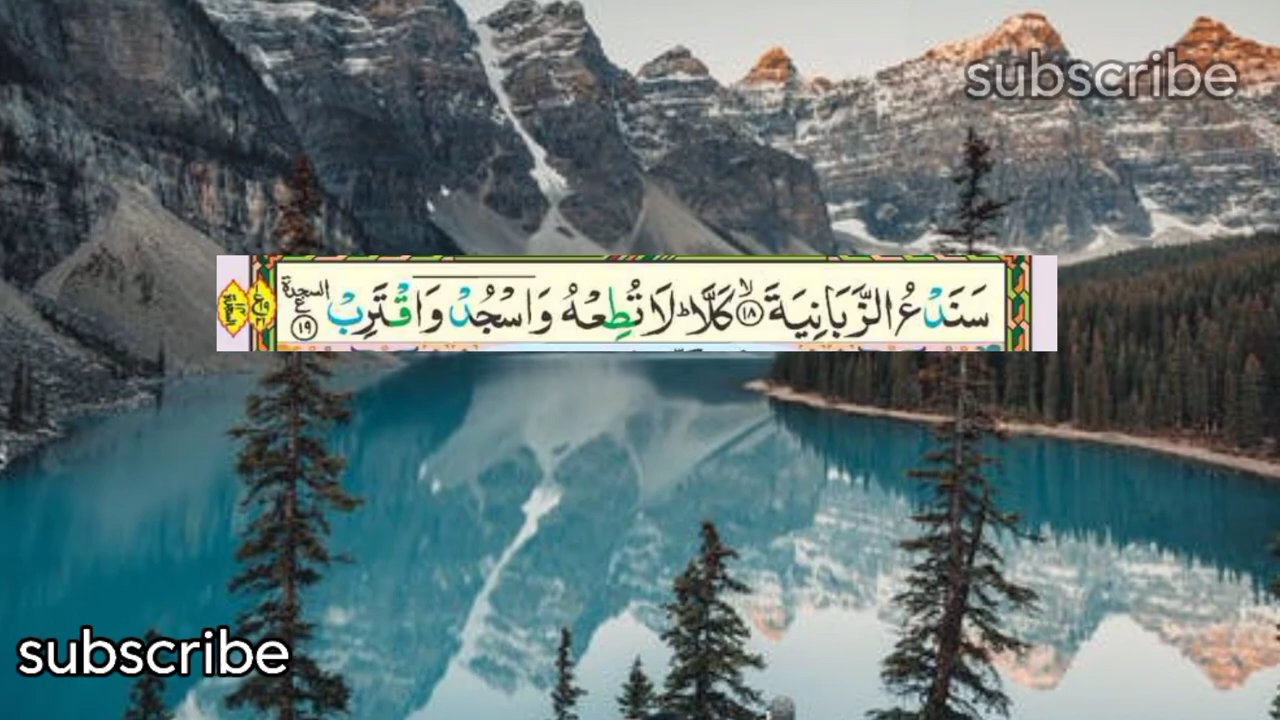 subscribe
سَنَدْعُ الزَّبَانِيَةَ ۙ﴿١٨﴾ كَلَّا ؕ لَا تُطِعْهُ وَاسْجُدْ وَاقْتَرِبْ السجدة ﴿١٩﴾
subscribe